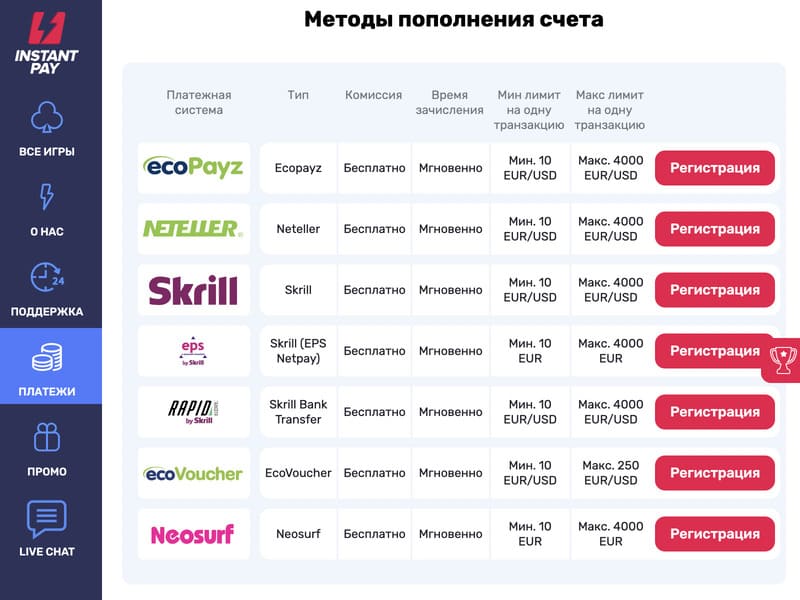 Методы пополнения счета
INSTANT
PAY
ВСЕ ИГРЫ
О НАС
24
ПОДДЕРЖКА
ПЛАТЕЖИ
ПРОМО
LIVE CHAT
Платежная
система
Тип
Комиссия
Время
зачисления
Мин лимит
на одну
транзакцию
Макс лимит
на одну
транзакцию
ecoPayz
Ecopayz
Бесплатно
Мгновенно
Мин. 10
EUR/USD
Макс. 4000
EUR/USD
Регистрация
NETELLER®
Neteller
Бесплатно
Мгновенно
Мин. 10
EUR/USD
Макс. 4000
EUR/USD
Регистрация
Skrill
Skrill
Бесплатно
Мгновенно
Мин. 10
EUR/USD
Макс. 4000
EUR/USD
Регистрация
eps
by Skrill
Skrill (EPS
Netpay)
Бесплатно
Мгновенно
Мин. 10
EUR
Макс. 4000
EUR
Регистрация
RAPID
by Skrill
Skrill Bank
Transfer
Бесплатно
Мгновенно
Мин. 10
EUR/USD
Макс. 4000
EUR/USD
Регистрация
ecoVoucher
EcoVoucher
Бесплатно
Мгновенно
Мин. 10
EUR/USD
Макс. 250
EUR/USD
Регистрация
Neosurf
Neosurf
Бесплатно
Мгновенно
Мин. 10
EUR
Макс. 4000
EUR
Регистрация